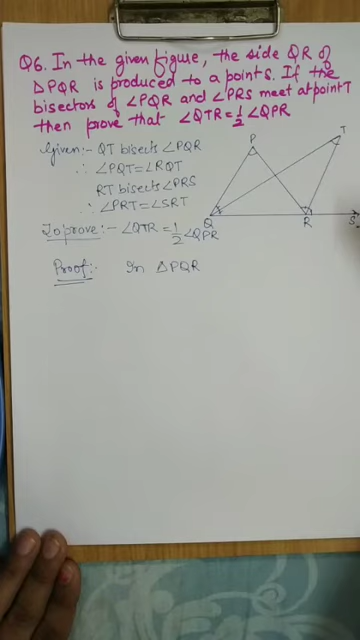 Q6. In the given figure, the side QR of
△PQR is produced to a point S. If the
bisectors of ∠PQR and ∠PRS meet at point T
then prove that ∠QTR = 1/2 ∠QPR
Given:- QT bisects ∠PQR
∴ ∠PQT = ∠RQT
RT bisects ∠PRS
∴ ∠PRT = ∠SRT
To prove:- ∠QTR = 1/2 ∠QPR
Proof:- In △PQR
P
T
Q
R
S